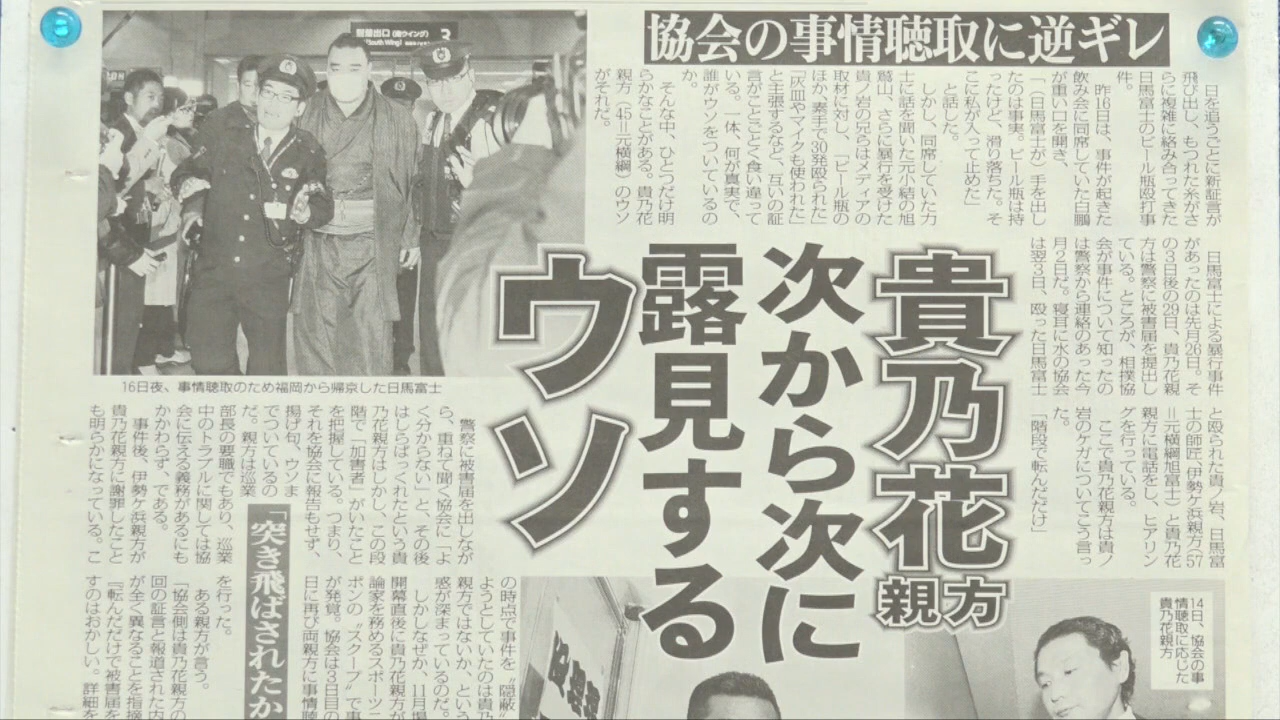 協会の事情聴取に逆ギレ
貴乃花親方
次から次に
露見する
ウソ
日を追うごとに新証言が
飛び出し、もつれた糸がさ
らに複雑に絡み合ってきた
日馬富士のビール瓶殴打事
件。
昨16日は、事件が起きた
飲み会に同席していた白鵬
が重い口を開き、
「(日馬富士が)手を出し
たのは事実。ビール瓶は持
ったけど、滑り落ちた。そ
こに私が入って止めた」
と話した。
しかし、同席していた力
士に話を聞いた元小結の旭
鷲山、さらに暴行を受けた
貴ノ岩の兄らはメディアの
取材に対し、「ビール瓶の
ほか、素手で30発殴られた」
「灰皿やマイクも使われた」
と主張するなど、互いの証
言がことごとく食い違って
いる。一体、何が真実で、
誰がウソをついているの
か。
そんな中、ひとつだけ明
らかなことがある。貴乃花
親方(45=元横綱)のウソ
がそれだ。
日馬富士による暴行事件
があったのは先月26日。そ
の3日後の29日、貴乃花親
方は警察に被害届を提出し
ている。ところが、相撲協
会が事件について知ったの
は警察から連絡のあった今
月2日だ。寝耳に水の協会
は翌3日、殴った日馬富士
と殴られた貴ノ岩、日馬富
士の師匠、伊勢ケ浜親方(57
=元横綱旭富士)と貴乃花
親方に電話をし、ヒアリン
グを行っている。
ここで貴乃花親方は貴ノ
岩のケガについてこう言っ
た。
「階段で転んだだけ」
警察に被害届を出しなが
ら、重ねて聞く協会に「よ
く分からない」と、その後
はしらばっくれたという貴
乃花親方はしかし、この段
階で「加害者」がいたこと
を把握している。つまり、
それを協会に報告もせず、
揚げ句、ウソま
でついているの
だ。親方は巡業
部長の要職でもあり、巡業
中のトラブルに関しては協
会に伝える義務があるにも
かかわらず、である。
事件後、伊勢ケ浜親方が
貴乃花親方に謝罪したこと
も明らかになっている。こ
の時点で事件を〝隠蔽〟
ようとしていたのは貴乃
親方ではないか、という
惑が深まっているのだ。
しかしなぜか、11月場
開幕直後に貴乃花親方が
論家を務めるスポーツニ
ポンの〝スクープ〟で事
が発覚。協会は3日目の
日に再び両親方に事情聴
「突き飛ばされたか
を行った。
ある親方が言う。
「協会側は貴乃花親方の
回の証言と報道された内
が全く異なることを指摘
『転んだだけで被害届を
すのはおかしい。詳細を
16日夜、事情聴取のため福岡から帰京した日馬富士
14日、協会の事
情聴取に応じた
貴乃花親方
South Wing
3